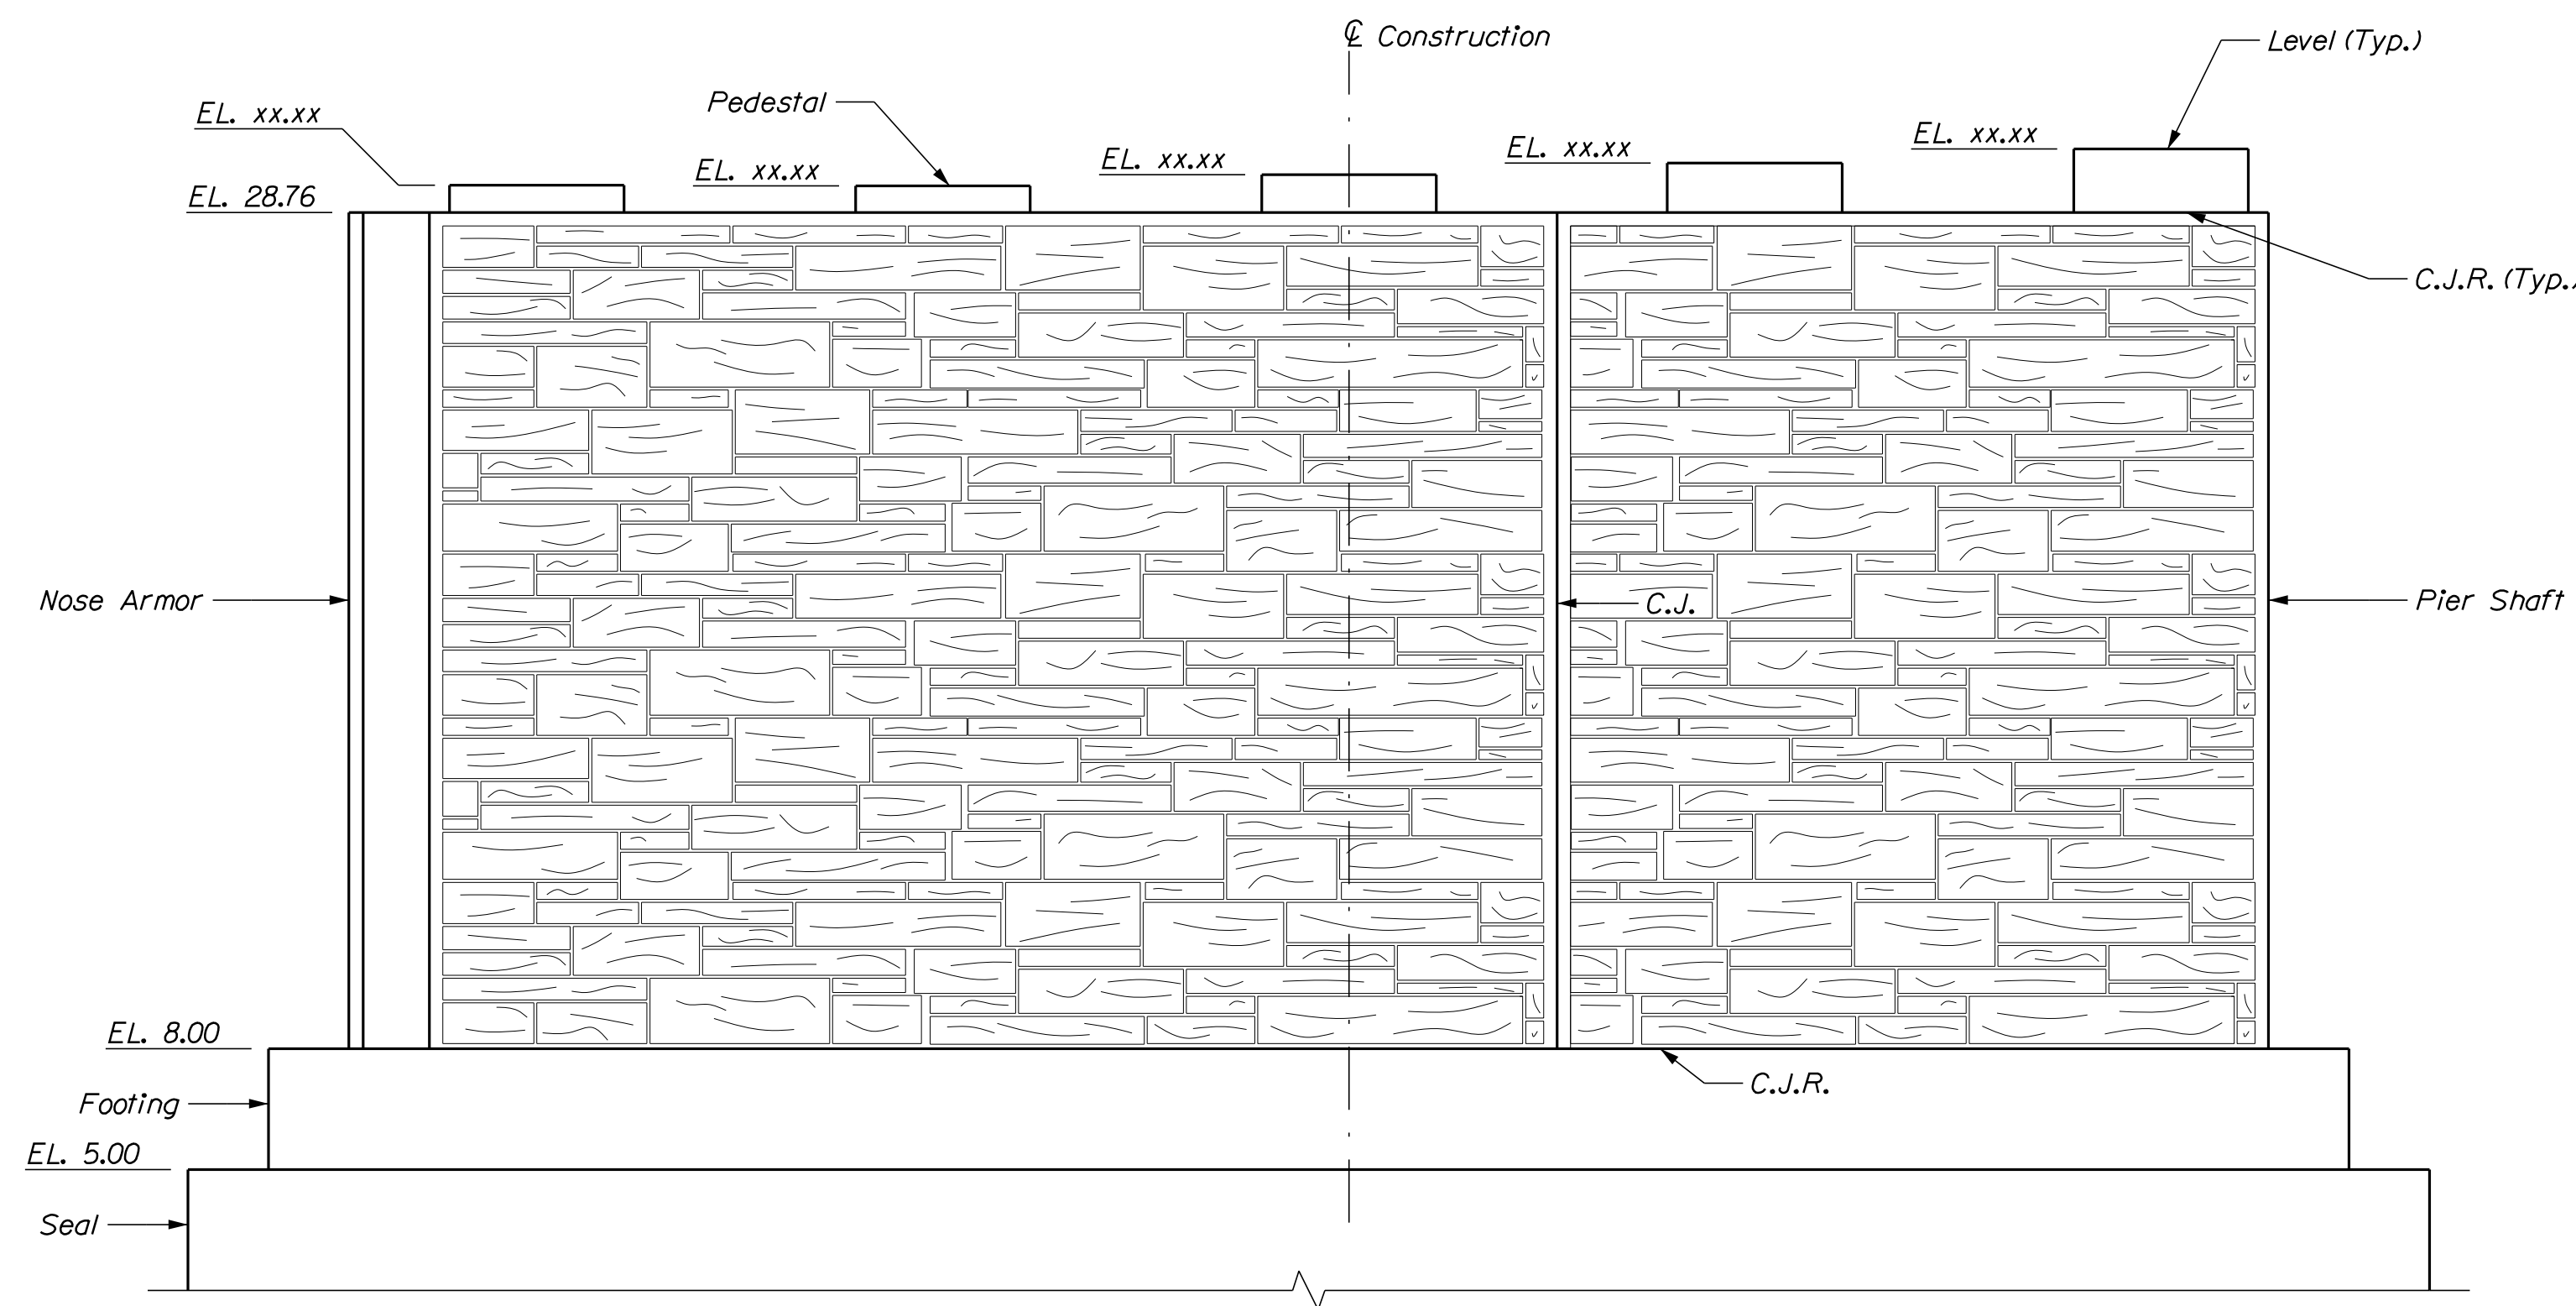 ℄ Construction
Level (Typ.)
Pedestal
EL. xx.xx
EL. xx.xx
EL. xx.xx
EL. xx.xx
EL. xx.xx
EL. 28.76
C.J.R. (Typ.)
Nose Armor
C.J.
Pier Shaft
EL. 8.00
C.J.R.
Footing
EL. 5.00
Seal